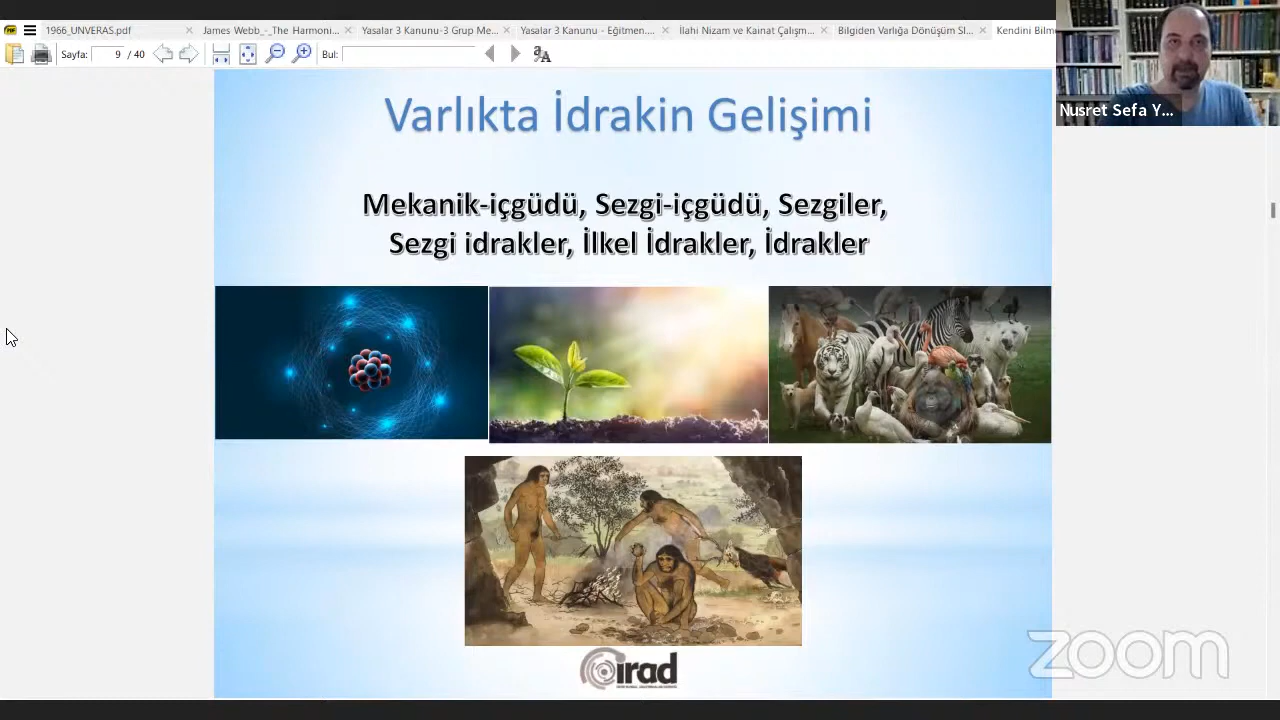 1966_UNVERAS.pdf
James Webb_-_The Harmoni...
Yasalar 3 Kanunu-3 Grup Me...
Yasalar 3 Kanunu - Eğitmen....
İlahi Nizam ve Kainat Çalışm...
Bilgiden Varlığa Dönüşüm Sl...
Kendini Bilm
Sayfa: 9 / 40
Bul:
Nusret Sefa Y...
Varlıkta İdrakin Gelişimi
Mekanik-içgüdü, Sezgi-içgüdü, Sezgiler,
Sezgi idrakler, İlkel İdrakler, İdrakler
irad
zoom